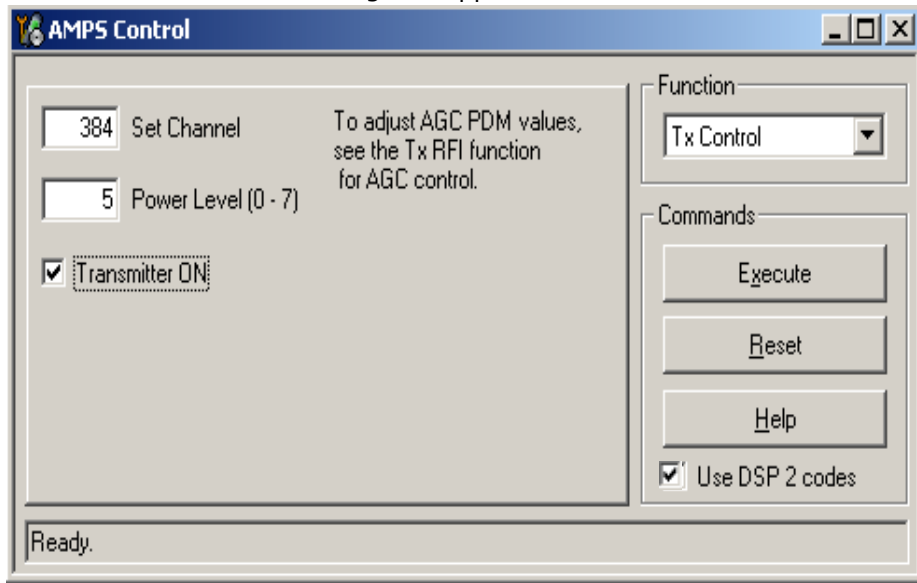 AMPS Control
384 Set Channel
5 Power Level (0 - 7)
Transmitter ON
To adjust AGC PDM values,
see the Tx RFI function
for AGC control.
Function
Tx Control
Commands
Execute
Reset
Help
Use DSP 2 codes
Ready.